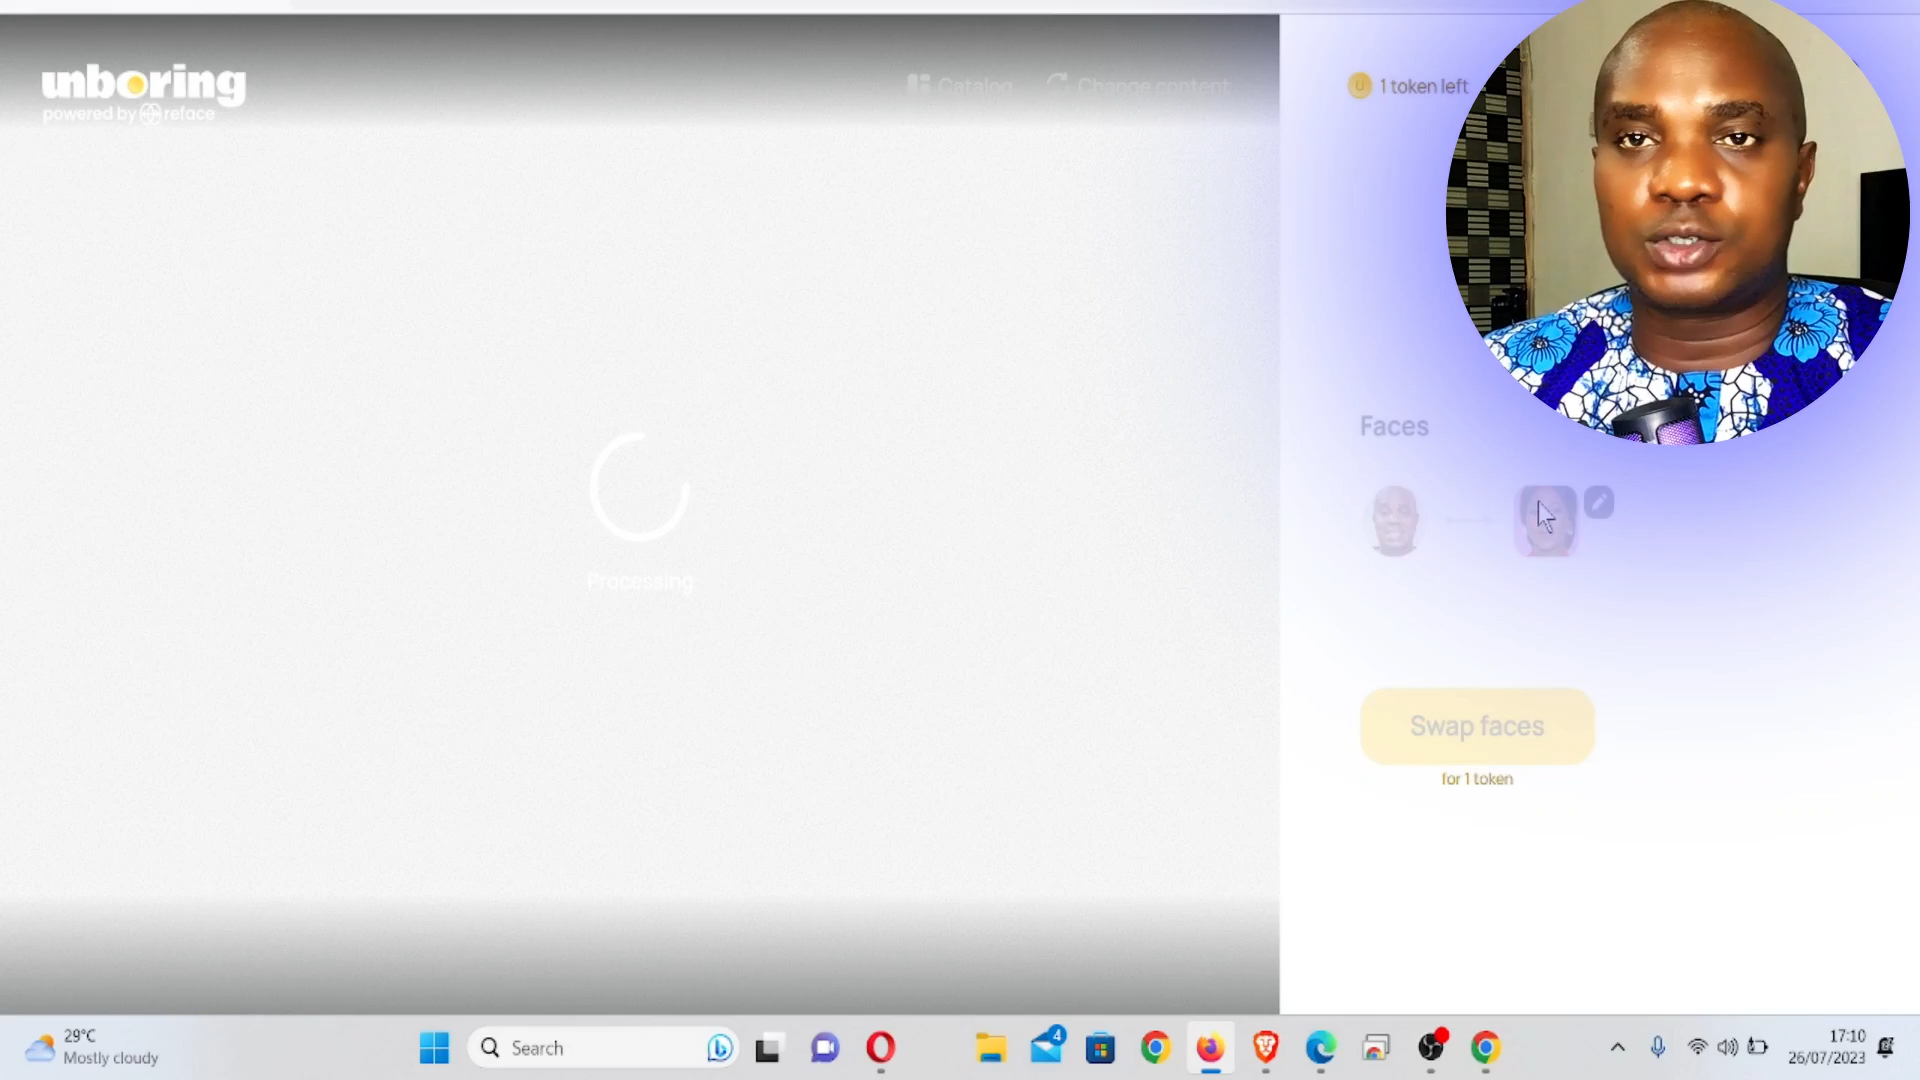 unboring
powered by reface
Catalog
Change content
1 token left
Faces
Processing
Swap faces
for 1 token
29°C
Mostly cloudy
Search
4
17:10
26/07/2023